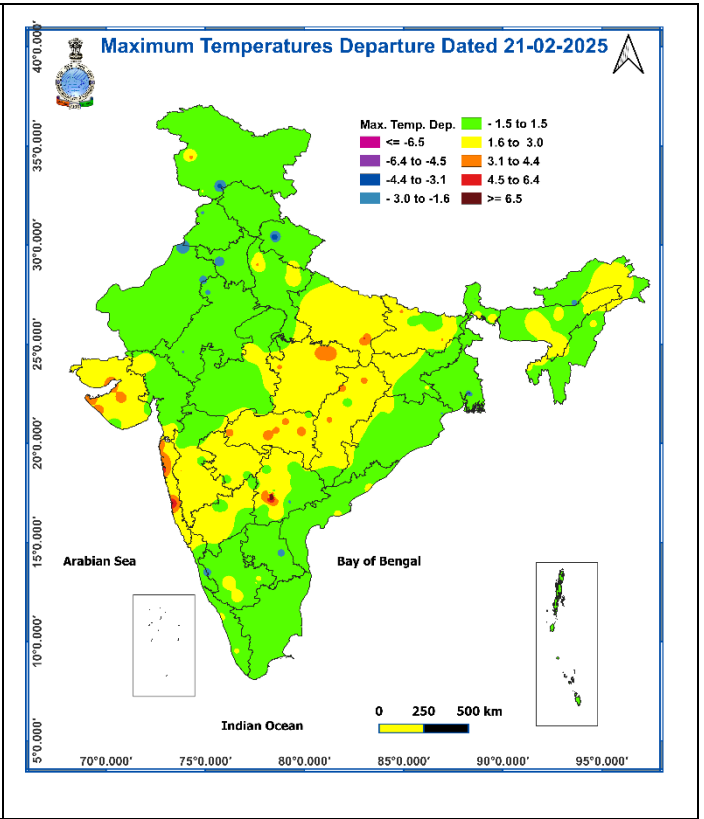 Maximum Temperatures Departure Dated 21-02-2025
Max. Temp. Dep.
<= -6.5
-6.4 to -4.5
-4.4 to -3.1
- 3.0 to -1.6
- 1.5 to 1.5
1.6 to 3.0
3.1 to 4.4
4.5 to 6.4
>= 6.5
40°0.000'
35°0.000'
30°0.000'
25°0.000'
20°0.000'
15°0.000'
10°0.000'
5°0.000'
Arabian Sea
Bay of Bengal
Indian Ocean
0 250 500 km
70°0.000' 75°0.000' 80°0.000' 85°0.000' 90°0.000' 95°0.000'